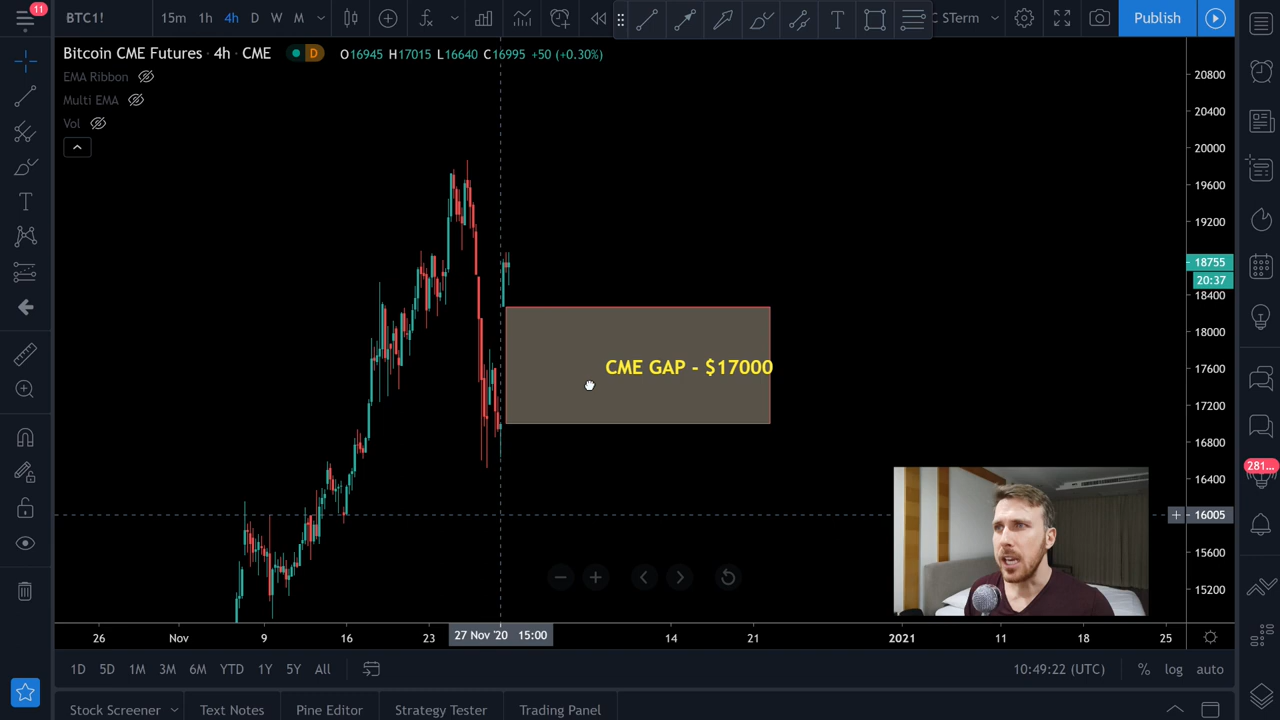 11
BTC1!
15m 1h 4h D W M
C STerm
Publish
Bitcoin CME Futures · 4h · CME D O16945 H17015 L16640 C16995 +50 (+0.30%)
EMA Ribbon
Multi EMA
Vol
20800
20400
20000
19600
19200
18755
20:37
18400
18000
17600
17200
16800
16400
16005
15600
15200
CME GAP - $17000
281...
26 Nov 9 16 23 27 Nov '20 15:00 14 21 2021 11 18 25
1D 5D 1M 3M 6M YTD 1Y 5Y All 10:49:22 (UTC) % log auto
Stock Screener Text Notes Pine Editor Strategy Tester Trading Panel